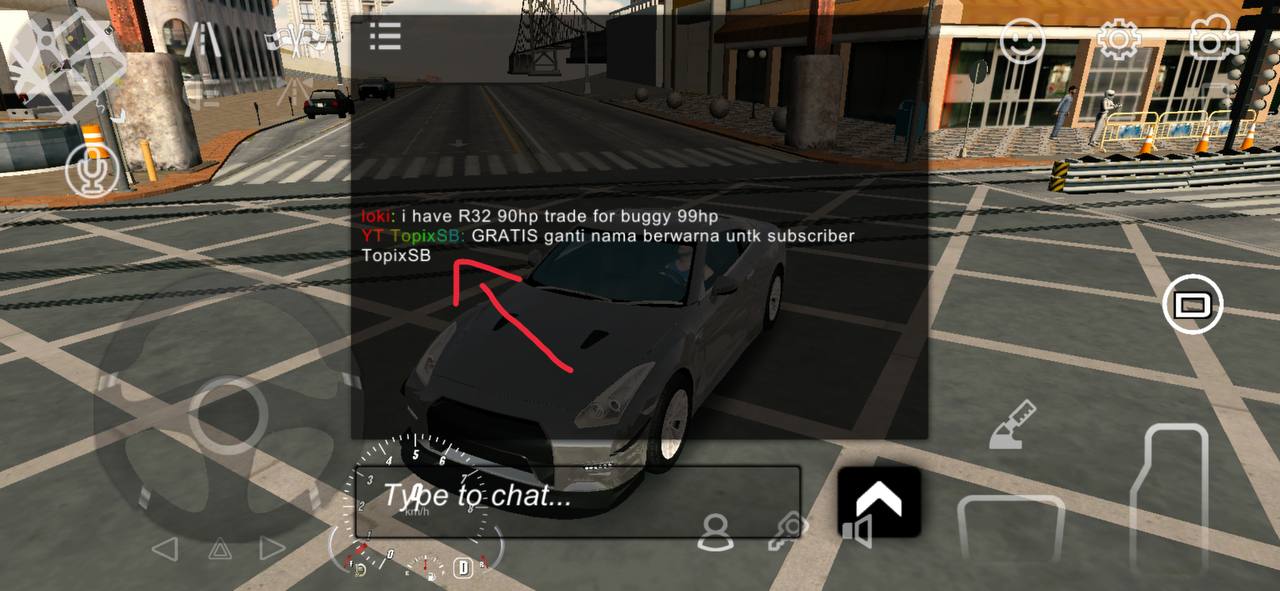 loki: i have R32 90hp trade for buggy 99hp
YT TopixSB: GRATIS ganti nama berwarna untk subscriber
TopixSB
Type to chat...
km/h
D